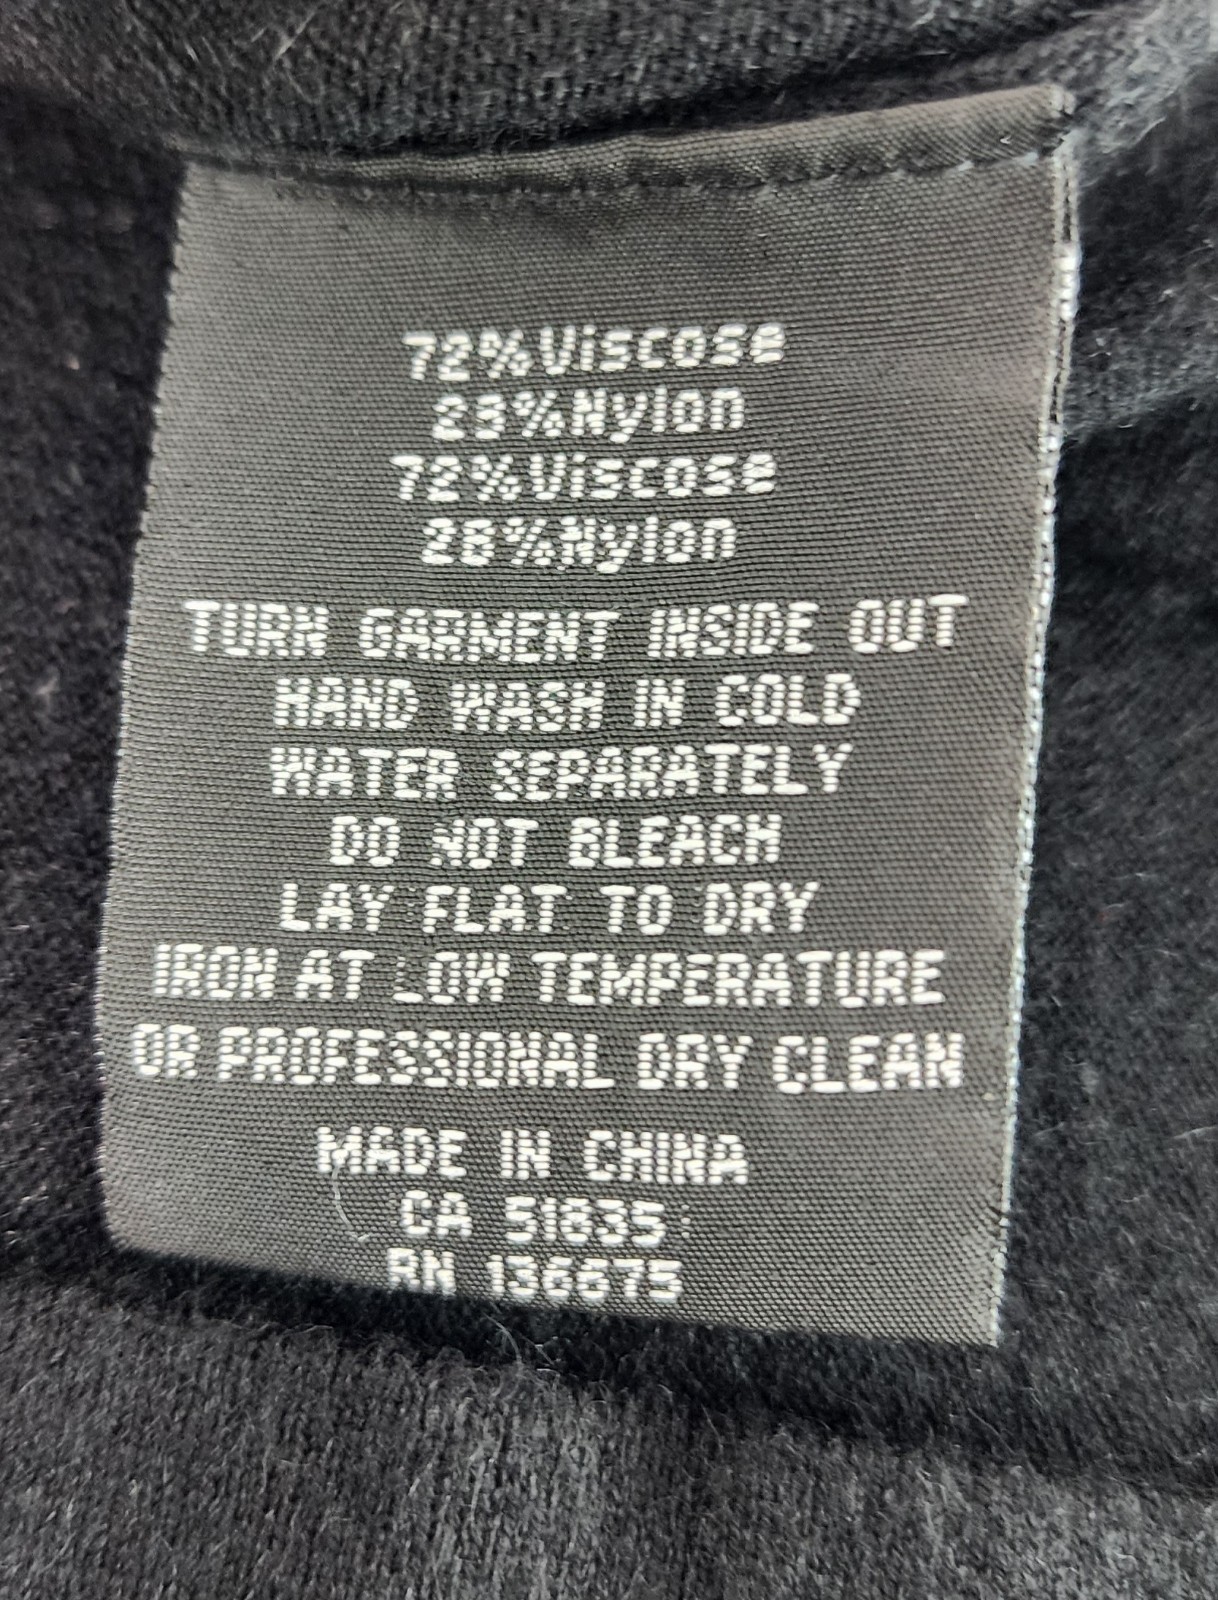 72%Viscose
28%Nylon
72%Viscose
28%Nylon
TURN GARMENT INSIDE OUT
HAND WASH IN COLD
WATER SEPARATELY
DO NOT BLEACH
LAY FLAT TO DRY
IRON AT LOW TEMPERATURE
OR PROFESSIONAL DRY CLEAN
MADE IN CHINA
CA 51835
RN 136675